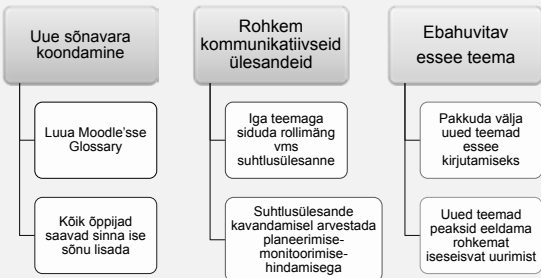 Uue sõnavara
koondamine
Luua Moodle'sse
Glossary
Kõik õppijad
saavad sinna ise
sõnu lisada
Rohkem
kommunikatiivseid
ülesandeid
Iga teemaga
siduda rollimäng
vms
suhtlusülesanne
Suhtlusülesande
kavandamisel arvestada
planeerimise-
monitoorimise-
hindamisega
Ebahuvitav
essee teema
Pakkuda välja
uued teemad
essee
kirjutamiseks
Uued teemad
peaksid eeldama
rohkemat
iseseisvat uurimist